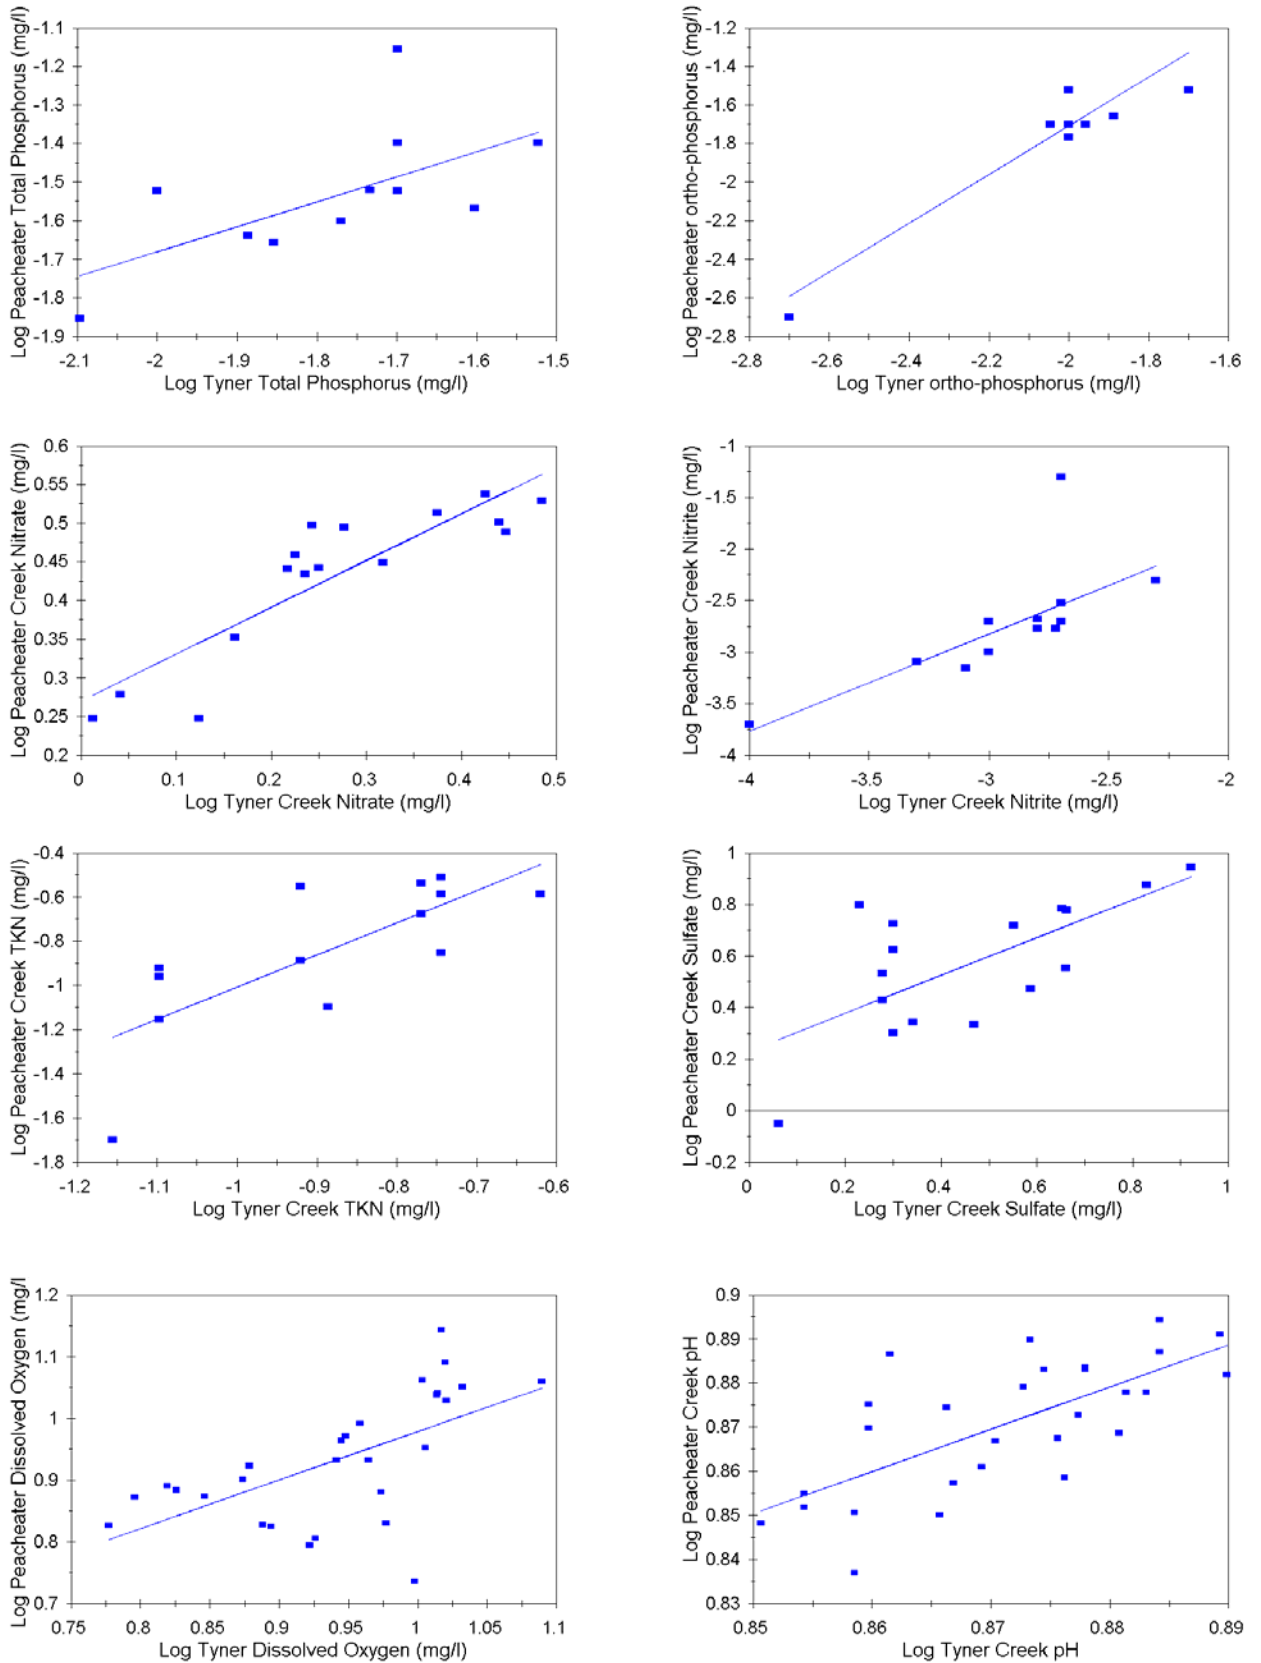 Log Peacheater Total Phosphorus (mg/l)
-1.1
-1.2
-1.3
-1.4
-1.5
-1.6
-1.7
-1.8
-1.9
-2.1 -2 -1.9 -1.8 -1.7 -1.6 -1.5
Log Tyner Total Phosphorus (mg/l)
Log Peacheater ortho-phosphorus (mg/l)
-1.2
-1.4
-1.6
-1.8
-2
-2.2
-2.4
-2.6
-2.8
-2.8 -2.6 -2.4 -2.2 -2 -1.8 -1.6
Log Tyner ortho-phosphorus (mg/l)
Log Peacheater Creek Nitrate (mg/l)
0.6
0.55
0.5
0.45
0.4
0.35
0.3
0.25
0.2
0 0.1 0.2 0.3 0.4 0.5
Log Tyner Creek Nitrate (mg/l)
Log Peacheater Creek Nitrite (mg/l)
-1
-1.5
-2
-2.5
-3
-3.5
-4
-4 -3.5 -3 -2.5 -2
Log Tyner Creek Nitrite (mg/l)
Log Peacheater Creek TKN (mg/l)
-0.4
-0.6
-0.8
-1
-1.2
-1.4
-1.6
-1.8
-1.2 -1.1 -1 -0.9 -0.8 -0.7 -0.6
Log Tyner Creek TKN (mg/l)
Log Peacheater Creek Sulfate (mg/l)
1
0.8
0.6
0.4
0.2
0
-0.2
0 0.2 0.4 0.6 0.8 1
Log Tyner Creek Sulfate (mg/l)
Log Peacheater Dissolved Oxygen (mg/l
1.2
1.1
1
0.9
0.8
0.7
0.75 0.8 0.85 0.9 0.95 1 1.05 1.1
Log Tyner Dissolved Oxygen (mg/l)
Log Peacheater Creek pH
0.9
0.89
0.88
0.87
0.86
0.85
0.84
0.83
0.85 0.86 0.87 0.88 0.89
Log Tyner Creek pH